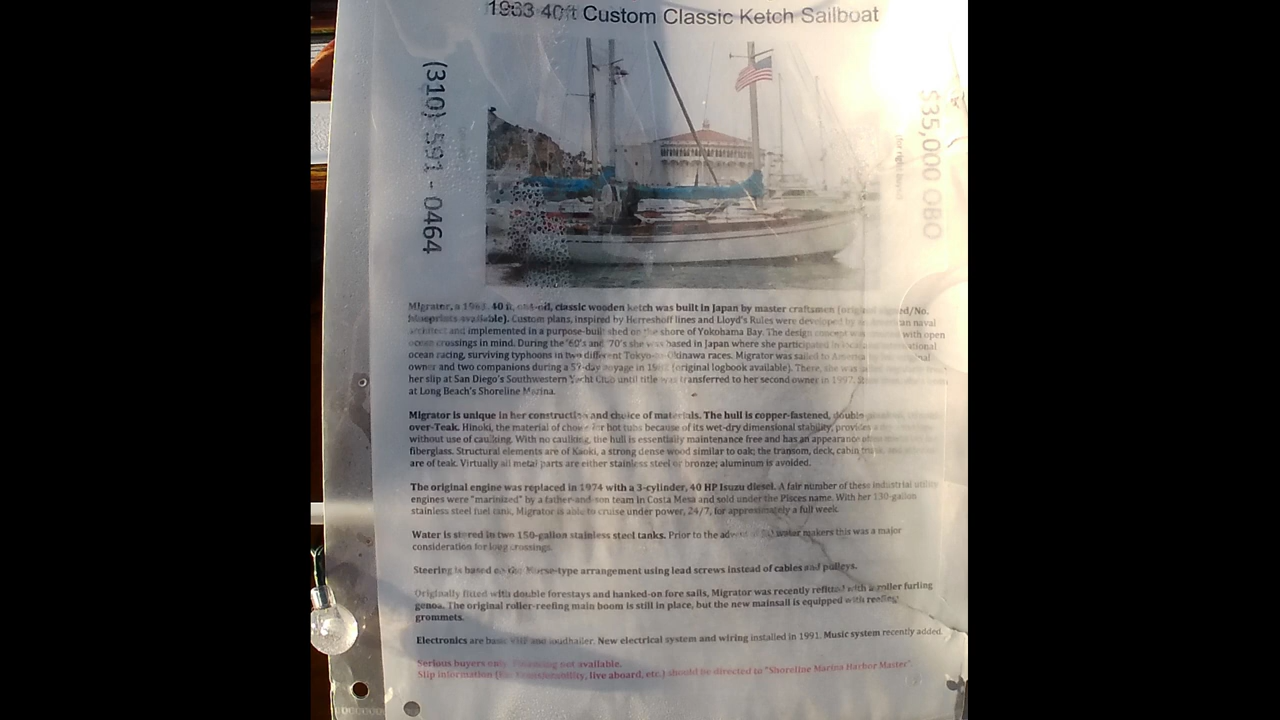 1963 40ft Custom Classic Ketch Sailboat
(310) 591 - 0464
$35,000 OBO
Migrator, a 1963, 40 ft, classic wooden ketch was built in Japan by master craftsmen
available). Custom plans, inspired by Herreshoff lines and Lloyd's Rules were developed by an naval
architect and implemented in a purpose-built shed on the shore of Yokohama Bay. The design concept was with open
ocean crossings in mind. During the '60's and '70's she was based in Japan where she participated in
ocean racing, surviving typhoons in two different Tokyo-to-Okinawa races. Migrator was sailed to America
owner and two companions during a 57-day voyage in (original logbook available). There, she was
her slip at San Diego's Southwestern Yacht Club until title was transferred to her second owner in 1997.
at Long Beach's Shoreline Marina.
Migrator is unique in her construction and choice of materials. The hull is copper-fastened, double
over-Teak. Hinoki, the material of choice for hot tubs because of its wet-dry dimensional stability, provides a
without use of caulking. With no caulking, the hull is essentially maintenance free and has an appearance
fiberglass. Structural elements are of Kaoki, a strong dense wood similar to oak; the transom, deck, cabin
are of teak. Virtually all metal parts are either stainless steel or bronze; aluminum is avoided.
The original engine was replaced in 1974 with a 3-cylinder, 40 HP Isuzu diesel. A fair number of these industrial utility
engines were "marinized" by a father-and-son team in Costa Mesa and sold under the Pisces name. With her 130-gallon
stainless steel fuel tank, Migrator is able to cruise under power, 24/7, for approximately a full week.
Water is stored in two 150-gallon stainless steel tanks. Prior to the advent of water makers this was a major
consideration for long crossings.
Steering is based on the Morse-type arrangement using lead screws instead of cables and pulleys.
Originally fitted with double forestays and hanked-on fore sails, Migrator was recently refitted with a roller furling
genoa. The original roller-reefing main boom is still in place, but the new mainsail is equipped with reefing
grommets.
Electronics are basic VHF and loudhailer. New electrical system and wiring installed in 1991. Music system recently added.
Serious buyers only. Financing not available.
Slip information live aboard, etc.) should be directed to "Shoreline Marina Harbor Master".